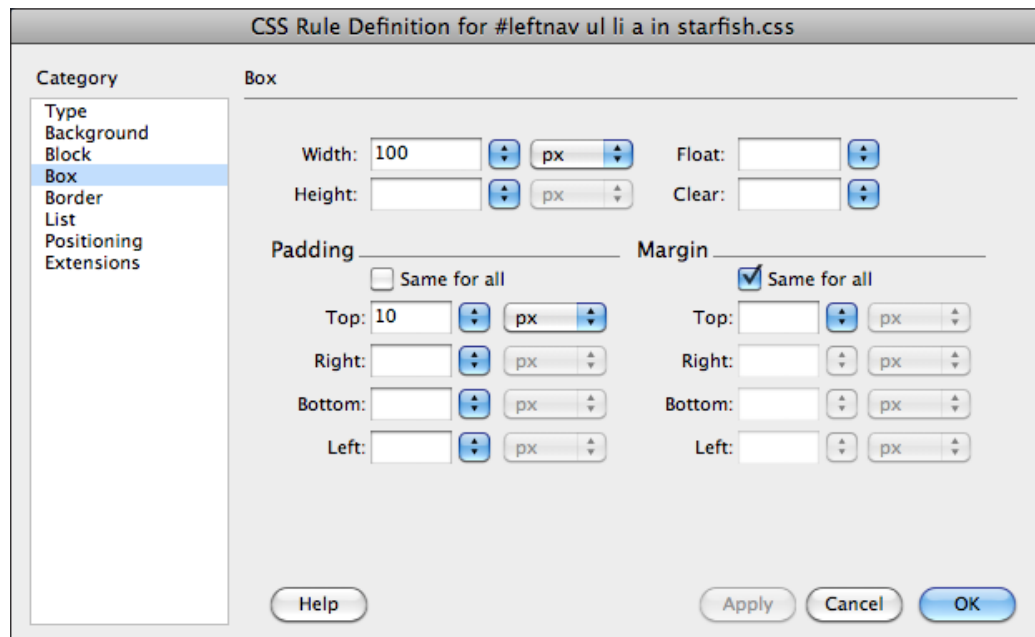 CSS Rule Definition for #leftnav ul li a in starfish.css
Category
Type
Background
Block
Box
Border
List
Positioning
Extensions
Box
Width: 100 px Float:
Height: px Clear:
Padding Margin
Same for all Same for all
Top: 10 px Top: px
Right: px Right: px
Bottom: px Bottom: px
Left: px Left: px
Help Apply Cancel OK